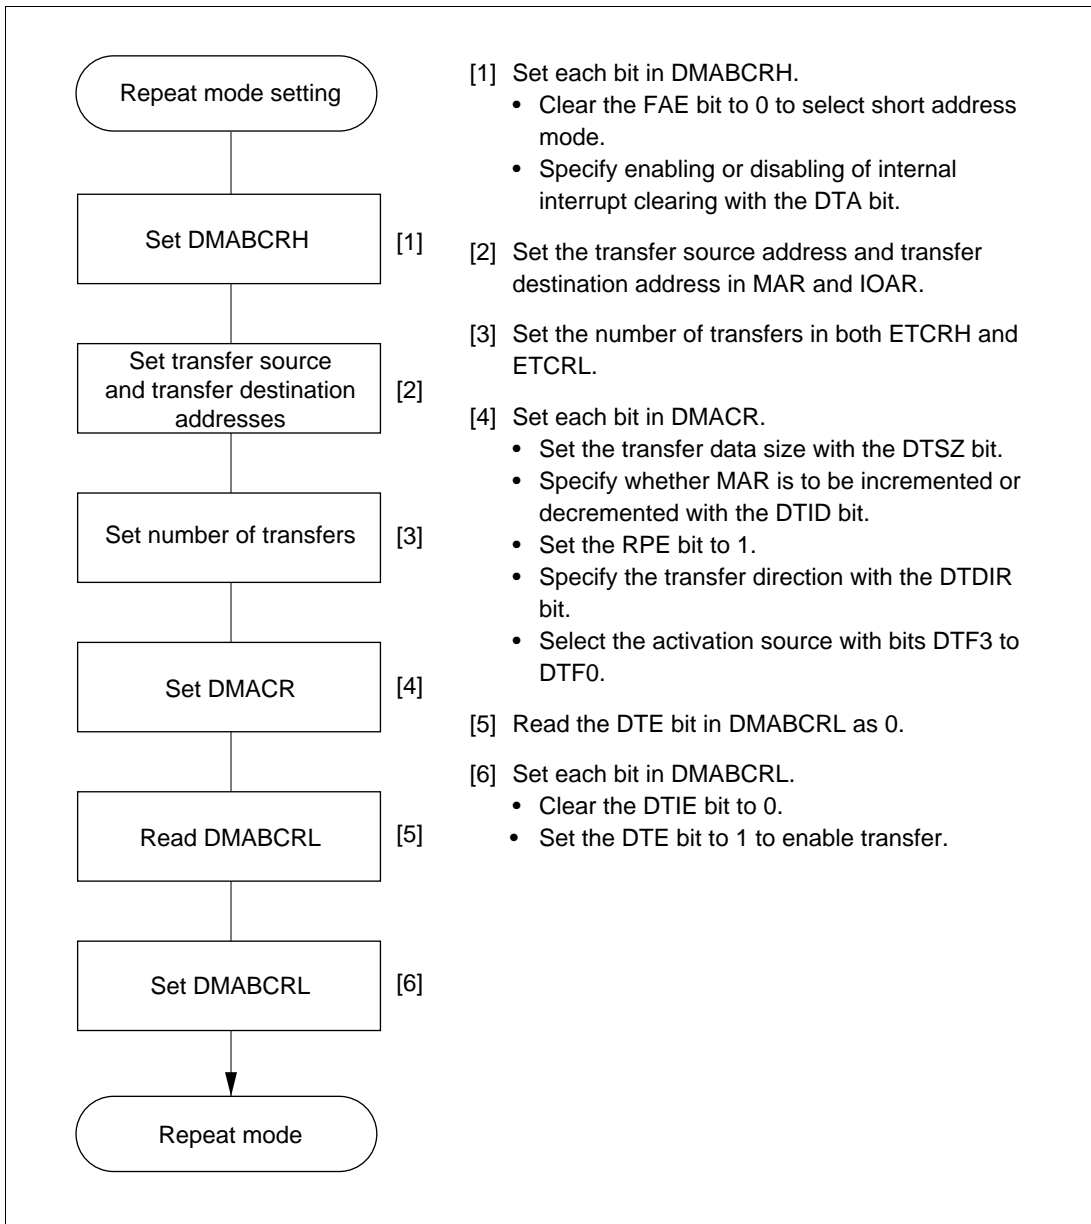 Repeat mode setting
Set DMABCRH
[1]
Set transfer source
and transfer destination
addresses
[2]
Set number of transfers
[3]
Set DMACR
[4]
Read DMABCRL
[5]
Set DMABCRL
[6]
Repeat mode
[1] Set each bit in DMABCRH.
• Clear the FAE bit to 0 to select short address
mode.
• Specify enabling or disabling of internal
interrupt clearing with the DTA bit.
[2] Set the transfer source address and transfer
destination address in MAR and IOAR.
[3] Set the number of transfers in both ETCRH and
ETCRL.
[4] Set each bit in DMACR.
• Set the transfer data size with the DTSZ bit.
• Specify whether MAR is to be incremented or
decremented with the DTID bit.
• Set the RPE bit to 1.
• Specify the transfer direction with the DTDIR
bit.
• Select the activation source with bits DTF3 to
DTF0.
[5] Read the DTE bit in DMABCRL as 0.
[6] Set each bit in DMABCRL.
• Clear the DTIE bit to 0.
• Set the DTE bit to 1 to enable transfer.